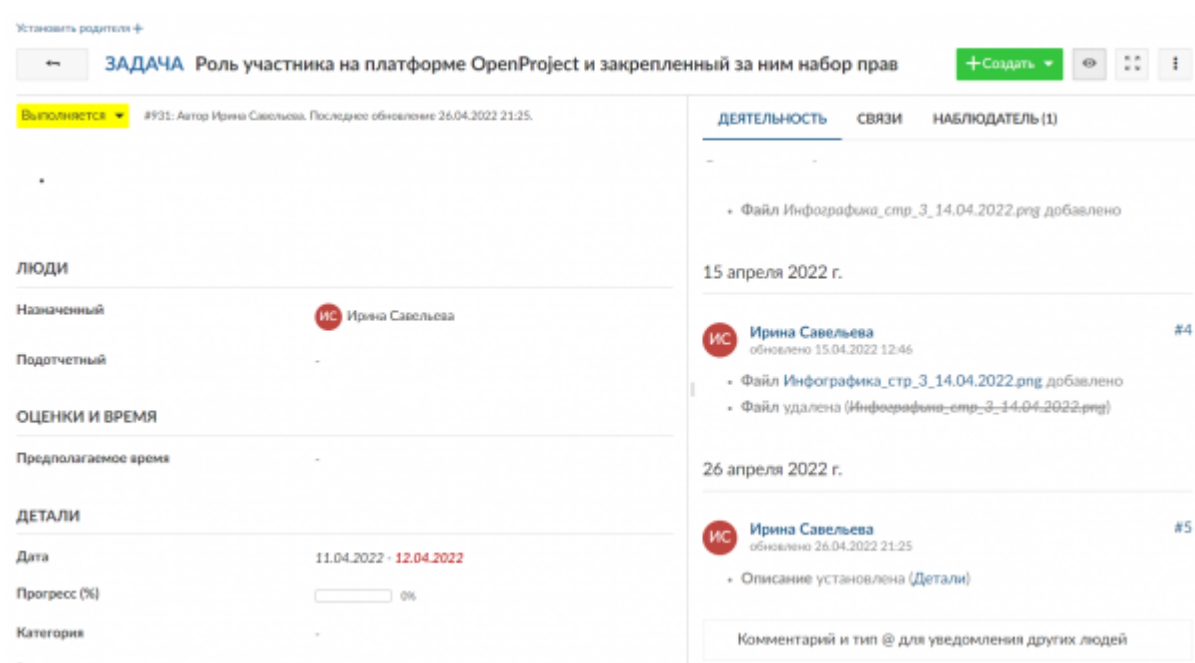 Установить родителя +
ЗАДАЧА Роль участника на платформе OpenProject и закрепленный за ним набор прав
+Создать
Выполняется
#931: Автор Ирина Савельева. Последнее обновление 26.04.2022 21:25.
ЛЮДИ
Назначенный
ИС Ирина Савельева
Подотчетный
-
ОЦЕНКИ И ВРЕМЯ
Предполагаемое время
-
ДЕТАЛИ
Дата
11.04.2022 - 12.04.2022
Прогресс (%)
0%
Категория
-
ДЕЯТЕЛЬНОСТЬ СВЯЗИ НАБЛЮДАТЕЛЬ (1)
• Файл Инфографика_стр_3_14.04.2022.png добавлено
15 апреля 2022 г.
ИС Ирина Савельева #4
обновлено 15.04.2022 12:46
• Файл Инфографика_стр_3_14.04.2022.png добавлено
• Файл удалена (Инфографика_стр_3_14.04.2022.png)
26 апреля 2022 г.
ИС Ирина Савельева #5
обновлено 26.04.2022 21:25
• Описание установлена (Детали)
Комментарий и тип @ для уведомления других людей